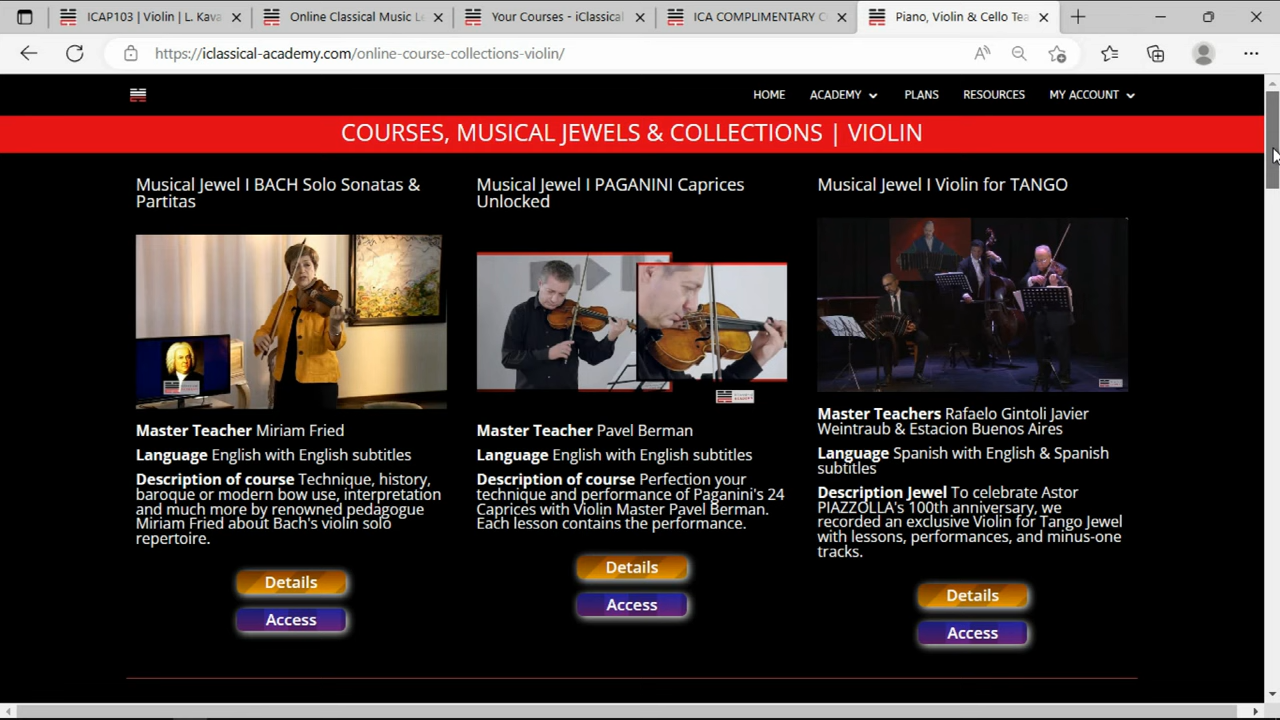 ICAP103 | Violin | L. Kava
Online Classical Music L
Your Courses - iClassical
ICS COMPLEMENTARY C
Piano, Violin & Cello Tea
https://iclassical-academy.com/online-course-collections-violin/
HOME
ACADEMY
PLANS
RESOURCES
MY ACCOUNT
COURSES, MUSICAL JEWELS & COLLECTIONS | VIOLIN
Musical Jewel I BACH Solo Sonatas &
Partitas
Master Teacher Miriam Fried
Language English with English subtitles
Description of course Technique, history,
baroque or modern bow use, interpretation
and much more by renowned pedagogue
Miriam Fried about Bach's violin solo
repertoire.
Details
Access
Musical Jewel I PAGANINI Caprices
Unlocked
Master Teacher Pavel Berman
Language English with English subtitles
Description of course Perfection your
technique and performance of Paganini's 24
Caprices with Violin Master Pavel Berman.
Each lesson contains the performance.
Details
Access
Musical Jewel I Violin for TANGO
Master Teachers Rafaelo Gintoli Javier
Weintraub & Estacion Buenos Aires
Language Spanish with English & Spanish
subtitles
Description Jewel To celebrate Astor
PIAZZOLLA's 100th anniversary, we
recorded an exclusive Violin for Tango Jewel
with lessons, performances, and minus-one
tracks.
Details
Access